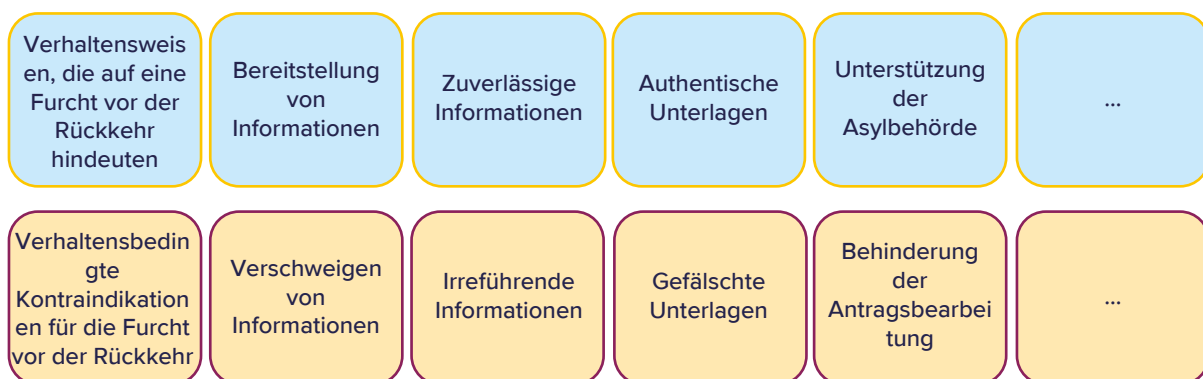 Verhaltensweis
en, die auf eine
Furcht vor der
Rückkehr
hindeuten
Bereitstellung
von
Informationen
Zuverlässige
Informationen
Authentische
Unterlagen
Unterstützung
der
Asylbehörde
...
Verhaltensbedin
gte
Kontraindikation
en für die Furcht
vor der Rückkehr
Verschweigen
von
Informationen
Irreführende
Informationen
Gefälschte
Unterlagen
Behinderung
der
Antragsbearbei
tung
...